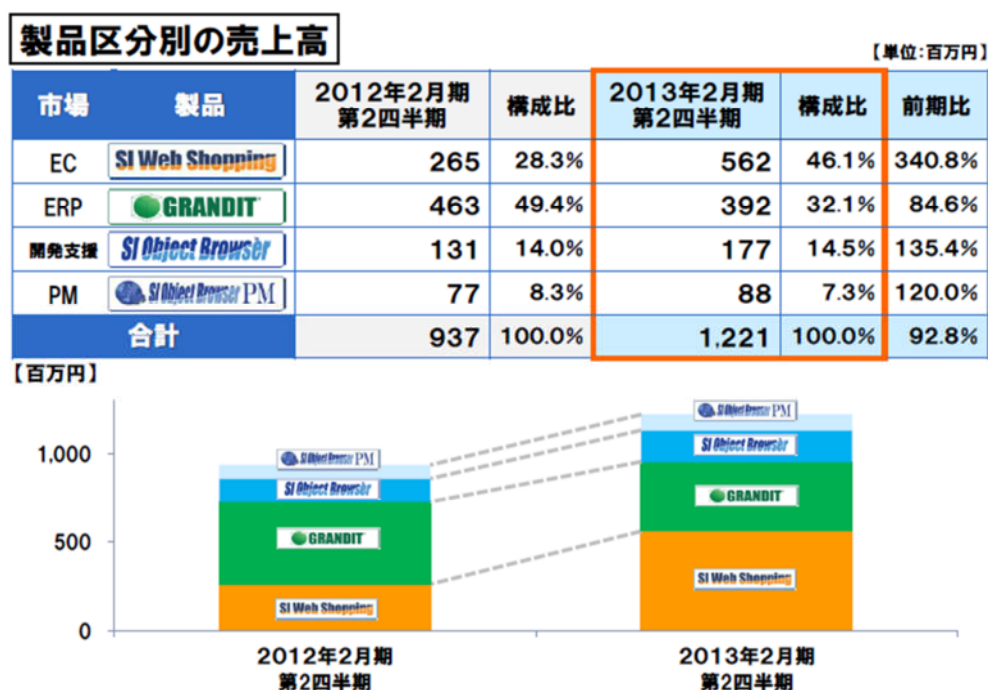 製品区分別の売上高
【単位:百万円】
市場 製品 2012年2月期 第2四半期 構成比 2013年2月期 第2四半期 構成比 前期比
EC SI Web Shopping 265 28.3% 562 46.1% 340.8%
ERP GRANDIT 463 49.4% 392 32.1% 84.6%
開発支援 SI Object Browser 131 14.0% 177 14.5% 135.4%
PM SI Object Browser PM 77 8.3% 88 7.3% 120.0%
合計 937 100.0% 1,221 100.0% 92.8%
【百万円】
1,000
500
0
SI Object Browser PM
SI Object Browser
GRANDIT
SI Web Shopping
SI Object Browser PM
SI Object Browser
GRANDIT
SI Web Shopping
2012年2月期
第2四半期
2013年2月期
第2四半期